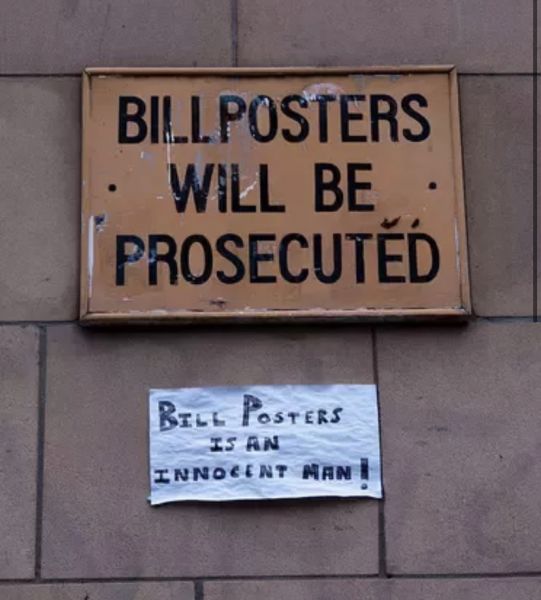 BILLPOSTERS
· WILL BE ·
PROSECUTED
BILL POSTERS
IS AN
INNOCENT MAN!